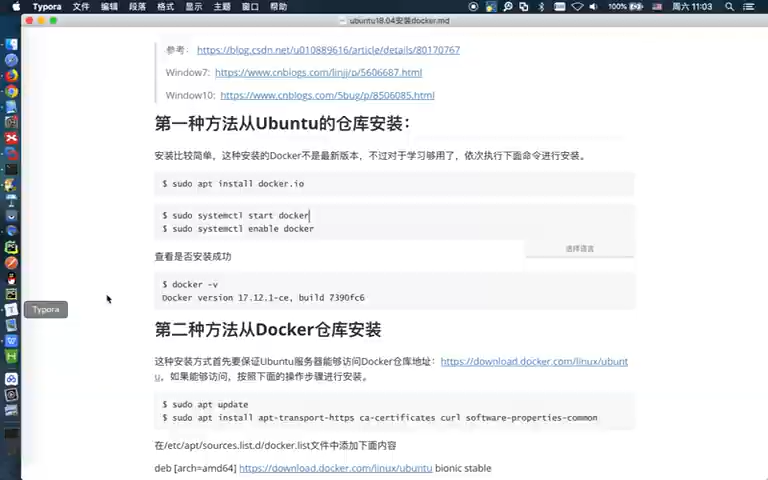 Typora 文件 编辑 段落 格式 显示 主题 窗口 帮助 100% 周六 11:03
ubuntu18.04安装docker.md
参考: https://blog.csdn.net/u010889616/article/details/80170767
Window7: https://www.cnblogs.com/linjj/p/5606687.html
Window10: https://www.cnblogs.com/5bug/p/8506085.html
第一种方法从Ubuntu的仓库安装:
安装比较简单，这种安装的Docker不是最新版本，不过对于学习够用了，依次执行下面命令进行安装。
$ sudo apt install docker.io
$ sudo systemctl start docker
$ sudo systemctl enable docker
选择语言
查看是否安装成功
$ docker -v
Docker version 17.12.1-ce, build 7390fc6
Typora
第二种方法从Docker仓库安装
这种安装方式首先要保证Ubuntu服务器能够访问Docker仓库地址: https://download.docker.com/linux/ubunt
u，如果能够访问，按照下面的操作步骤进行安装。
$ sudo apt update
$ sudo apt install apt-transport-https ca-certificates curl software-properties-common
在/etc/apt/sources.list.d/docker.list文件中添加下面内容
deb [arch=amd64] https://download.docker.com/linux/ubuntu bionic stable